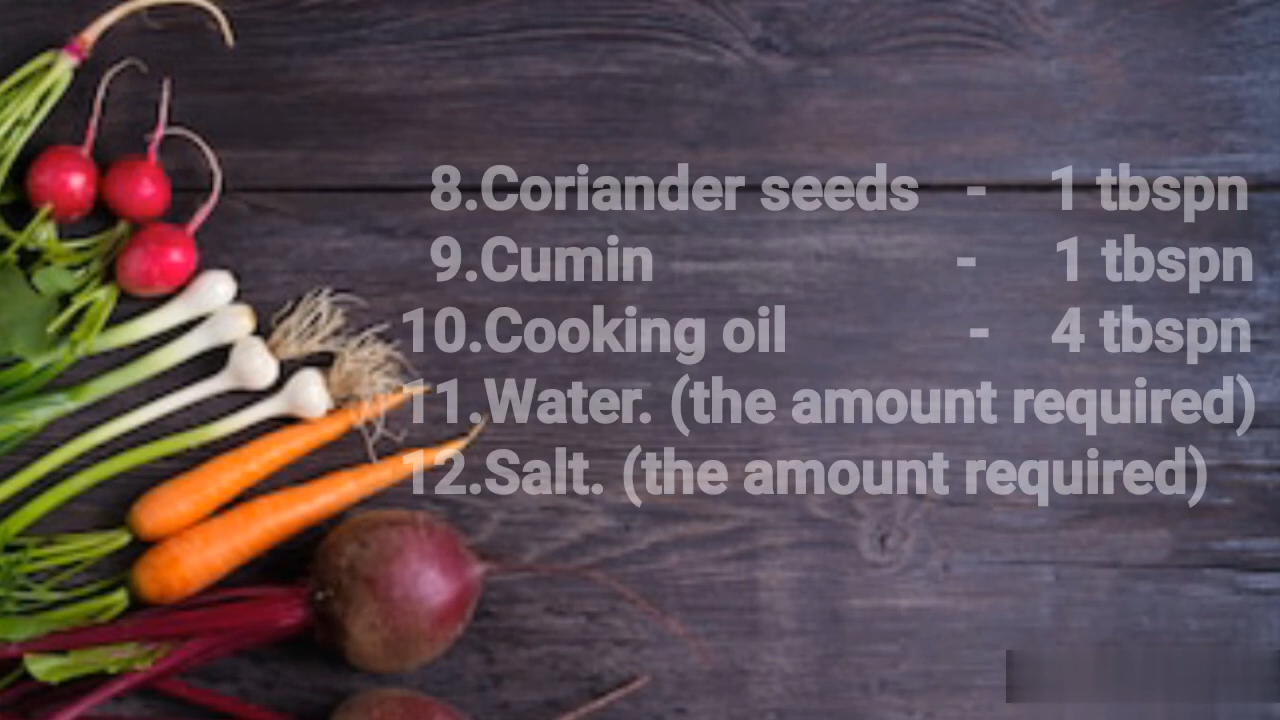 8.Coriander seeds - 1 tbspn
9.Cumin - 1 tbspn
10.Cooking oil - 4 tbspn
11.Water. (the amount required)
12.Salt. (the amount required)